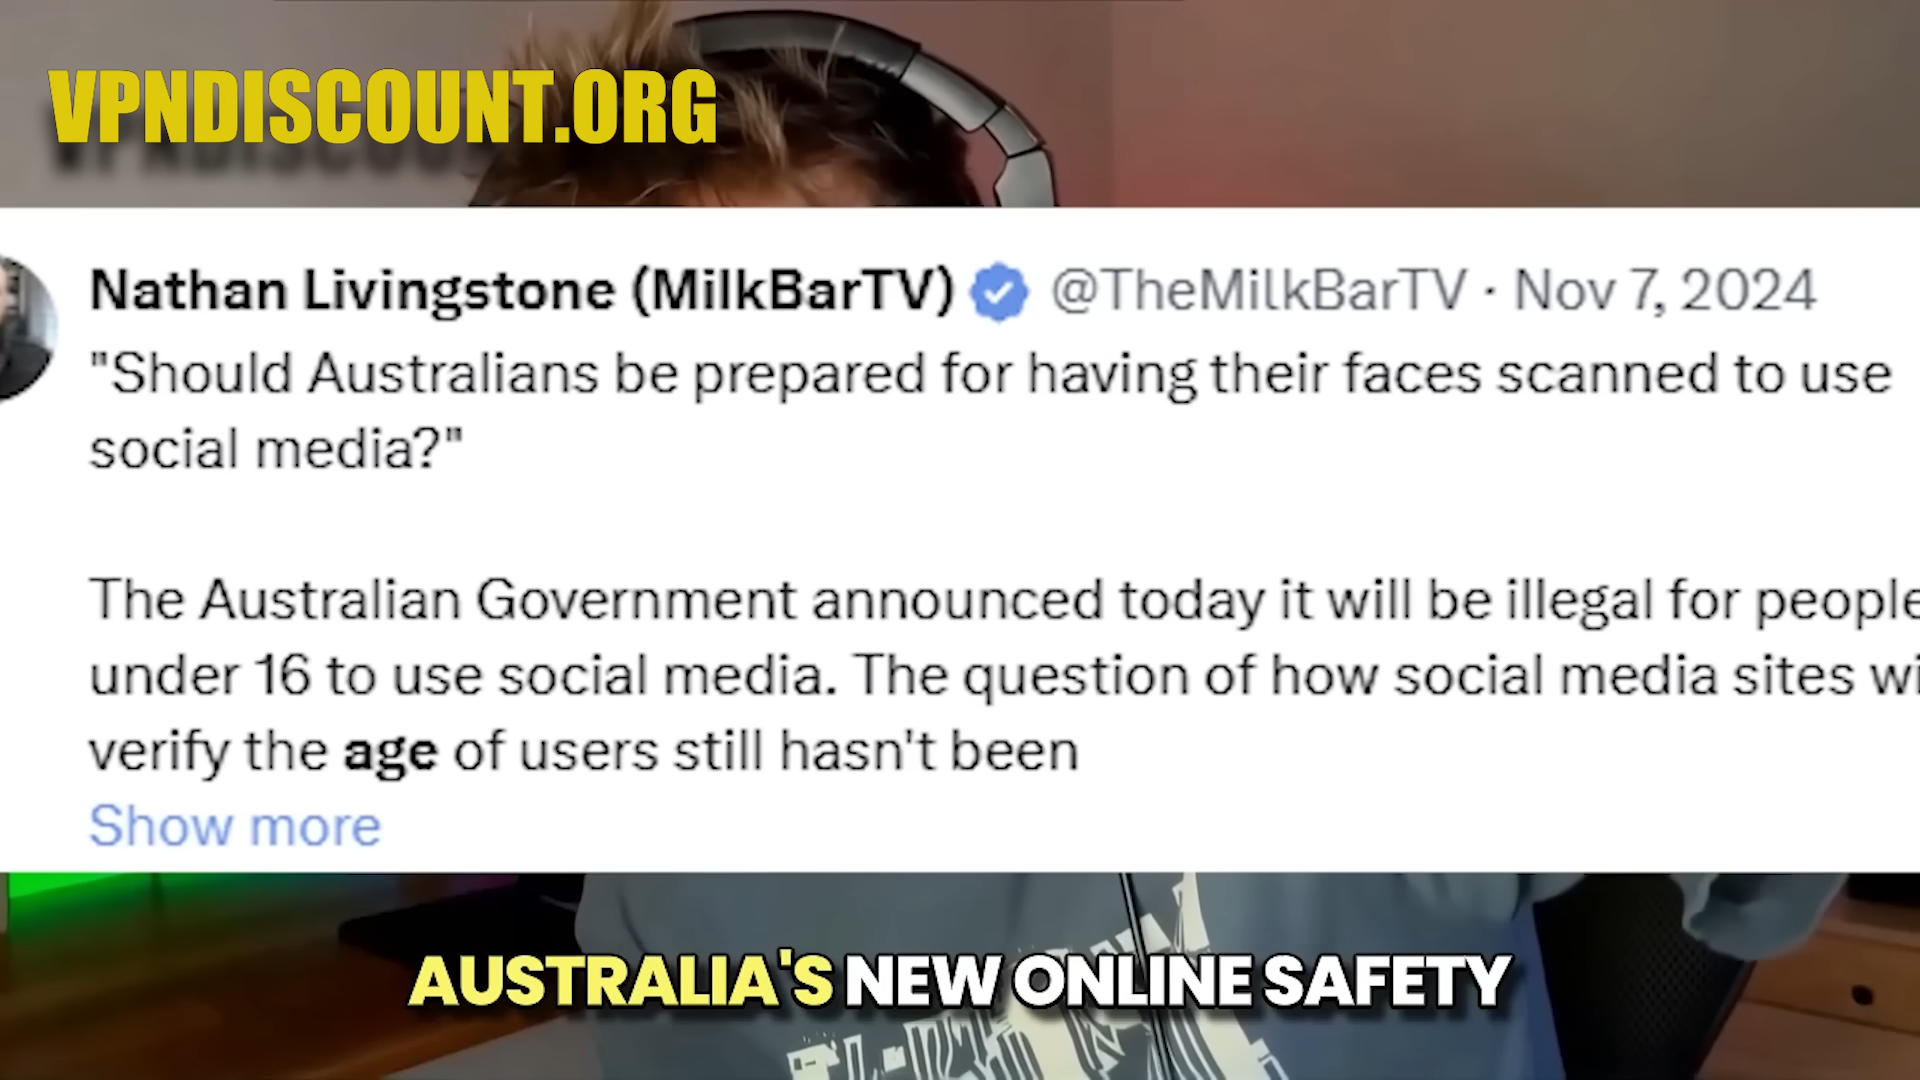 VPNDISCOUNT.ORG
Nathan Livingstone (MilkBarTV) @TheMilkBarTV · Nov 7, 2024
"Should Australians be prepared for having their faces scanned to use
social media?"
The Australian Government announced today it will be illegal for people
under 16 to use social media. The question of how social media sites wi
verify the age of users still hasn't been
Show more
AUSTRALIA'S NEW ONLINE SAFETY